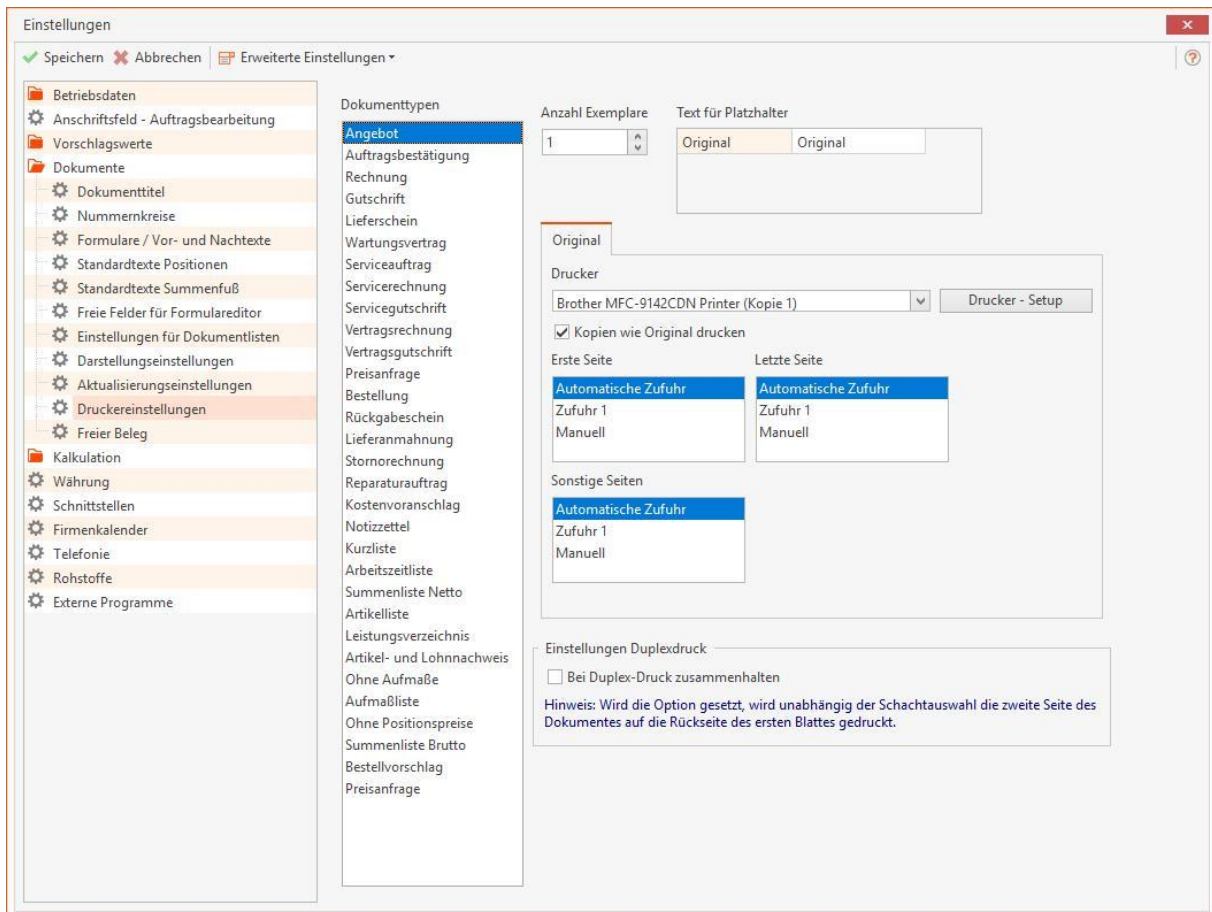 Einstellungen
Speichern Abbrechen Erweiterte Einstellungen
Betriebsdaten
Anschriftsfeld - Auftragsbearbeitung
Vorschlagswerte
Dokumente
Dokumenttitel
Nummernkreise
Formulare / Vor- und Nachtexte
Standardtexte Positionen
Standardtexte Summenfuß
Freie Felder für Formulareditor
Einstellungen für Dokumentlisten
Darstellungseinstellungen
Aktualisierungseinstellungen
Druckereinstellungen
Freier Beleg
Kalkulation
Währung
Schnittstellen
Firmenkalender
Telefonie
Rohstoffe
Externe Programme
Dokumenttypen
Angebot
Auftragsbestätigung
Rechnung
Gutschrift
Lieferschein
Wartungsvertrag
Serviceauftrag
Servicerechnung
Servicegutschrift
Vertragsrechnung
Vertragsgutschrift
Preisanfrage
Bestellung
Rückgabeschein
Lieferanmahnung
Stornorechnung
Reparaturauftrag
Kostenvoranschlag
Notizzettel
Kurzliste
Arbeitszeitliste
Summenliste Netto
Artikelliste
Leistungsverzeichnis
Artikel- und Lohnnachweis
Ohne Aufmaße
Aufmaßliste
Ohne Positionspreise
Summenliste Brutto
Bestellvorschlag
Preisanfrage
Anzahl Exemplare
1
Text für Platzhalter
Original Original
Original
Drucker
Brother MFC-9142CDN Printer (Kopie 1)
Drucker - Setup
Kopien wie Original drucken
Erste Seite
Automatische Zufuhr
Zufuhr 1
Manuell
Letzte Seite
Automatische Zufuhr
Zufuhr 1
Manuell
Sonstige Seiten
Automatische Zufuhr
Zufuhr 1
Manuell
Einstellungen Duplexdruck
Bei Duplex-Druck zusammenhalten
Hinweis: Wird die Option gesetzt, wird unabhängig der Schachtauswahl die zweite Seite des
Dokumentes auf die Rückseite des ersten Blattes gedruckt.